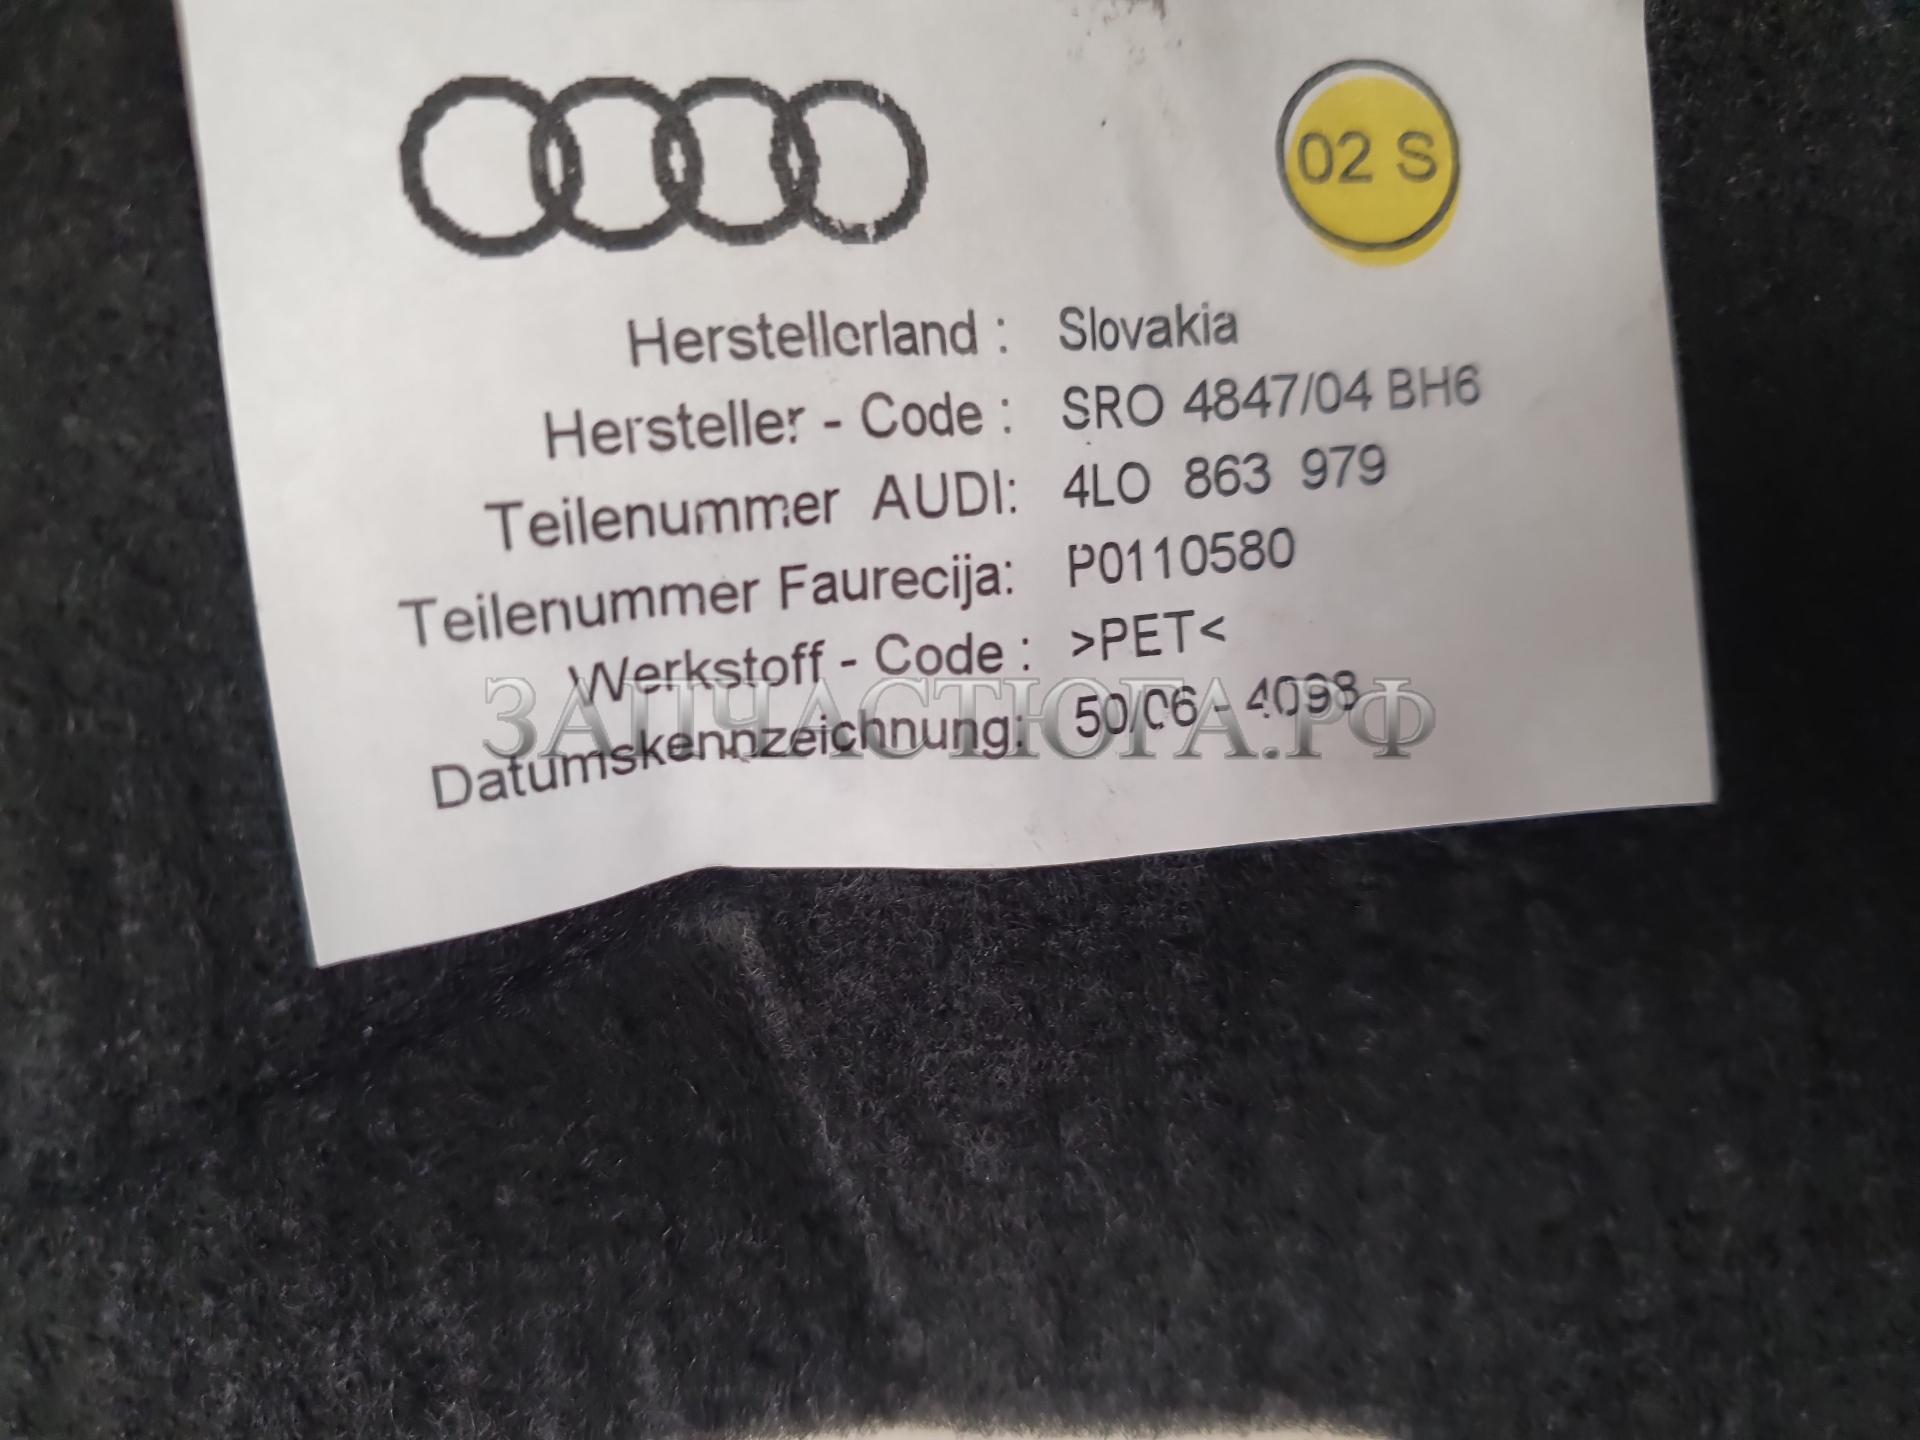 02 S
Herstellerland : Slovakia
Hersteller - Code : SRO 4847/04 BH6
Teilenummer AUDI: 4LO 863 979
Teilenummer Faurecija: P0110580
Werkstoff - Code : >PET<
Datumskennzeichnung: 50/06 - 4098
ЗАПЧАСТЮГА.РФ